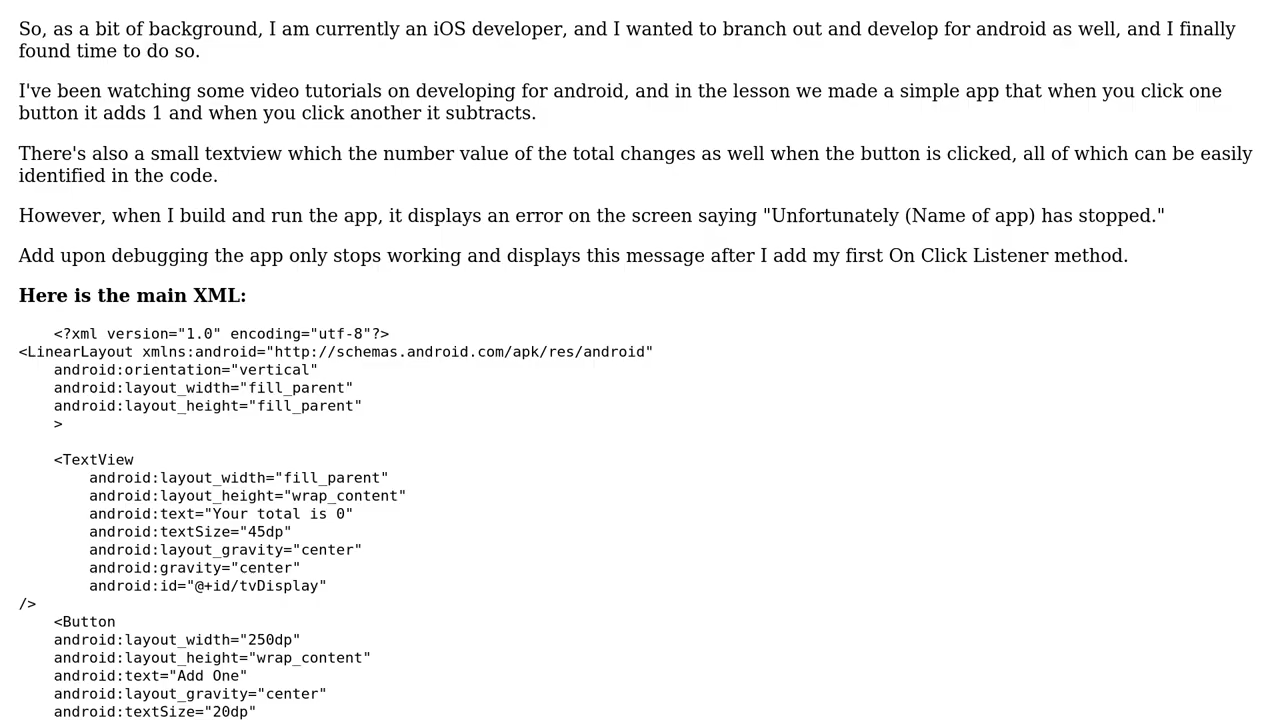 So, as a bit of background, I am currently an iOS developer, and I wanted to branch out and develop for android as well, and I finally
found time to do so.
I've been watching some video tutorials on developing for android, and in the lesson we made a simple app that when you click one
button it adds 1 and when you click another it subtracts.
There's also a small textview which the number value of the total changes as well when the button is clicked, all of which can be easily
identified in the code.
However, when I build and run the app, it displays an error on the screen saying "Unfortunately (Name of app) has stopped."
Add upon debugging the app only stops working and displays this message after I add my first On Click Listener method.
Here is the main XML:
<?xml version="1.0" encoding="utf-8"?>
<LinearLayout xmlns:android="http://schemas.android.com/apk/res/android"
android:orientation="vertical"
android:layout_width="fill_parent"
android:layout_height="fill_parent"
>
<TextView
android:layout_width="fill_parent"
android:layout_height="wrap_content"
android:text="Your total is 0"
android:textSize="45dp"
android:layout_gravity="center"
android:gravity="center"
android:id="@+id/tvDisplay"
/>
<Button
android:layout_width="250dp"
android:layout_height="wrap_content"
android:text="Add One"
android:layout_gravity="center"
android:textSize="20dp"